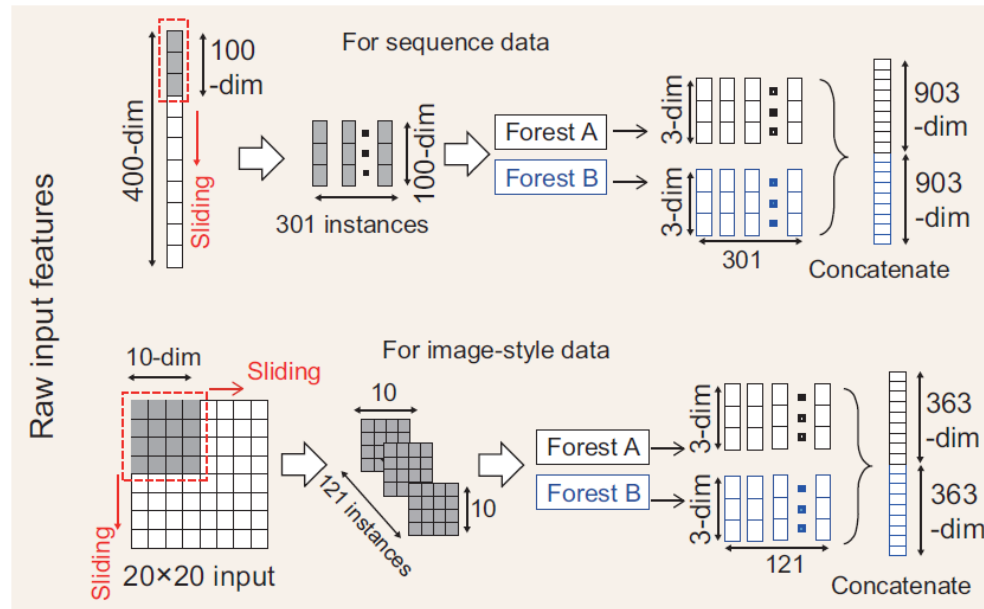 Raw input features
For sequence data
400-dim
100
-dim
Sliding
301 instances
100-dim
Forest A
Forest B
3-dim
3-dim
301
903
-dim
903
-dim
Concatenate
For image-style data
10-dim
Sliding
Sliding
20×20 input
10
10
121 instances
Forest A
Forest B
3-dim
3-dim
121
363
-dim
363
-dim
Concatenate